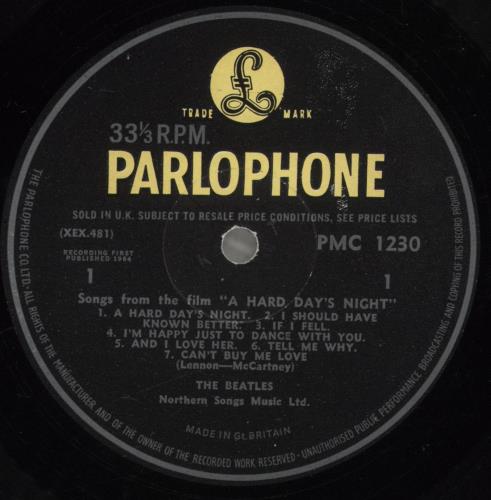 £
TRADE MARK
33⅓ R.P.M.
PARLOPHONE
SOLD IN U.K. SUBJECT TO RESALE PRICE CONDITIONS, SEE PRICE LISTS
(XEX.481)
PMC 1230
RECORDING FIRST
PUBLISHED 1964
1
1
Songs from the film "A HARD DAY'S NIGHT"
1. A HARD DAY'S NIGHT. 2. I SHOULD HAVE
KNOWN BETTER. 3. IF I FELL.
4. I'M HAPPY JUST TO DANCE WITH YOU.
5. AND I LOVE HER. 6. TELL ME WHY.
7. CAN'T BUY ME LOVE
(Lennon—McCartney)
THE BEATLES
Northern Songs Music Ltd.
MADE IN GT. BRITAIN
THE PARLOPHONE CO. LTD.-ALL RIGHTS OF THE MANUFACTURER AND OF THE OWNER OF THE RECORDED WORK RESERVED-UNAUTHORISED PUBLIC PERFORMANCE BROADCASTING AND COPYING OF THIS RECORD PROHIBITED